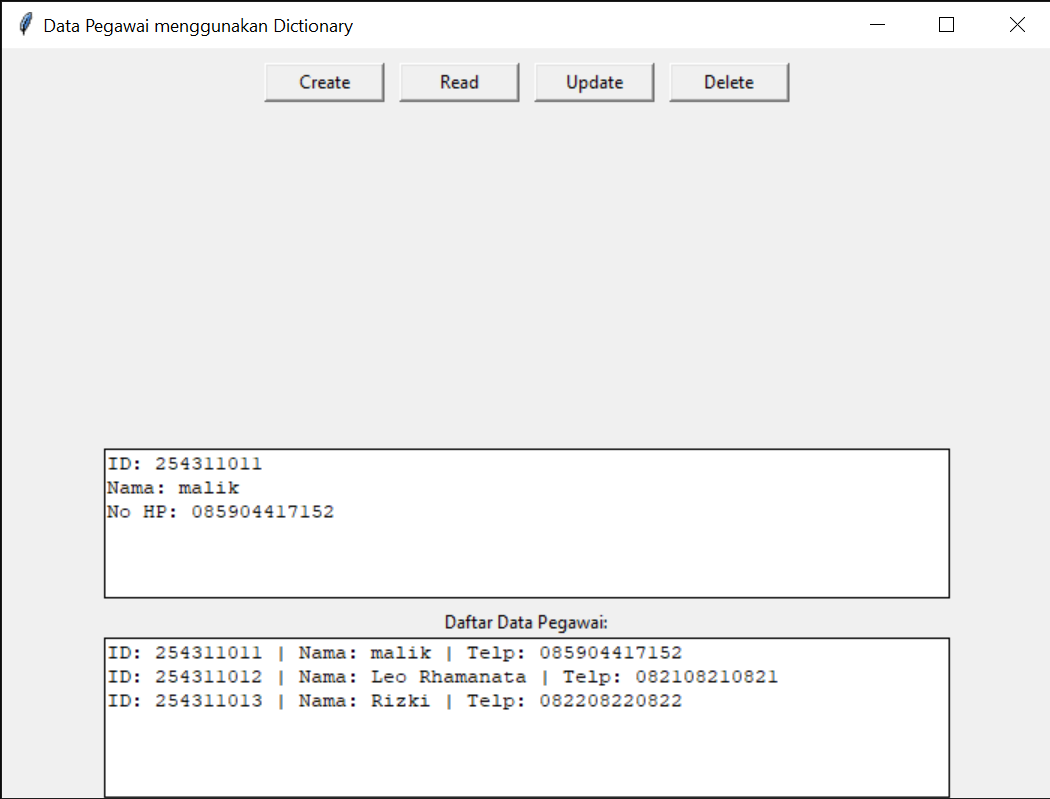 Data Pegawai menggunakan Dictionary
Create Read Update Delete
ID: 254311011
Nama: malik
No HP: 085904417152
Daftar Data Pegawai:
ID: 254311011 | Nama: malik | Telp: 085904417152
ID: 254311012 | Nama: Leo Rhamanata | Telp: 082108210821
ID: 254311013 | Nama: Rizki | Telp: 082208220822